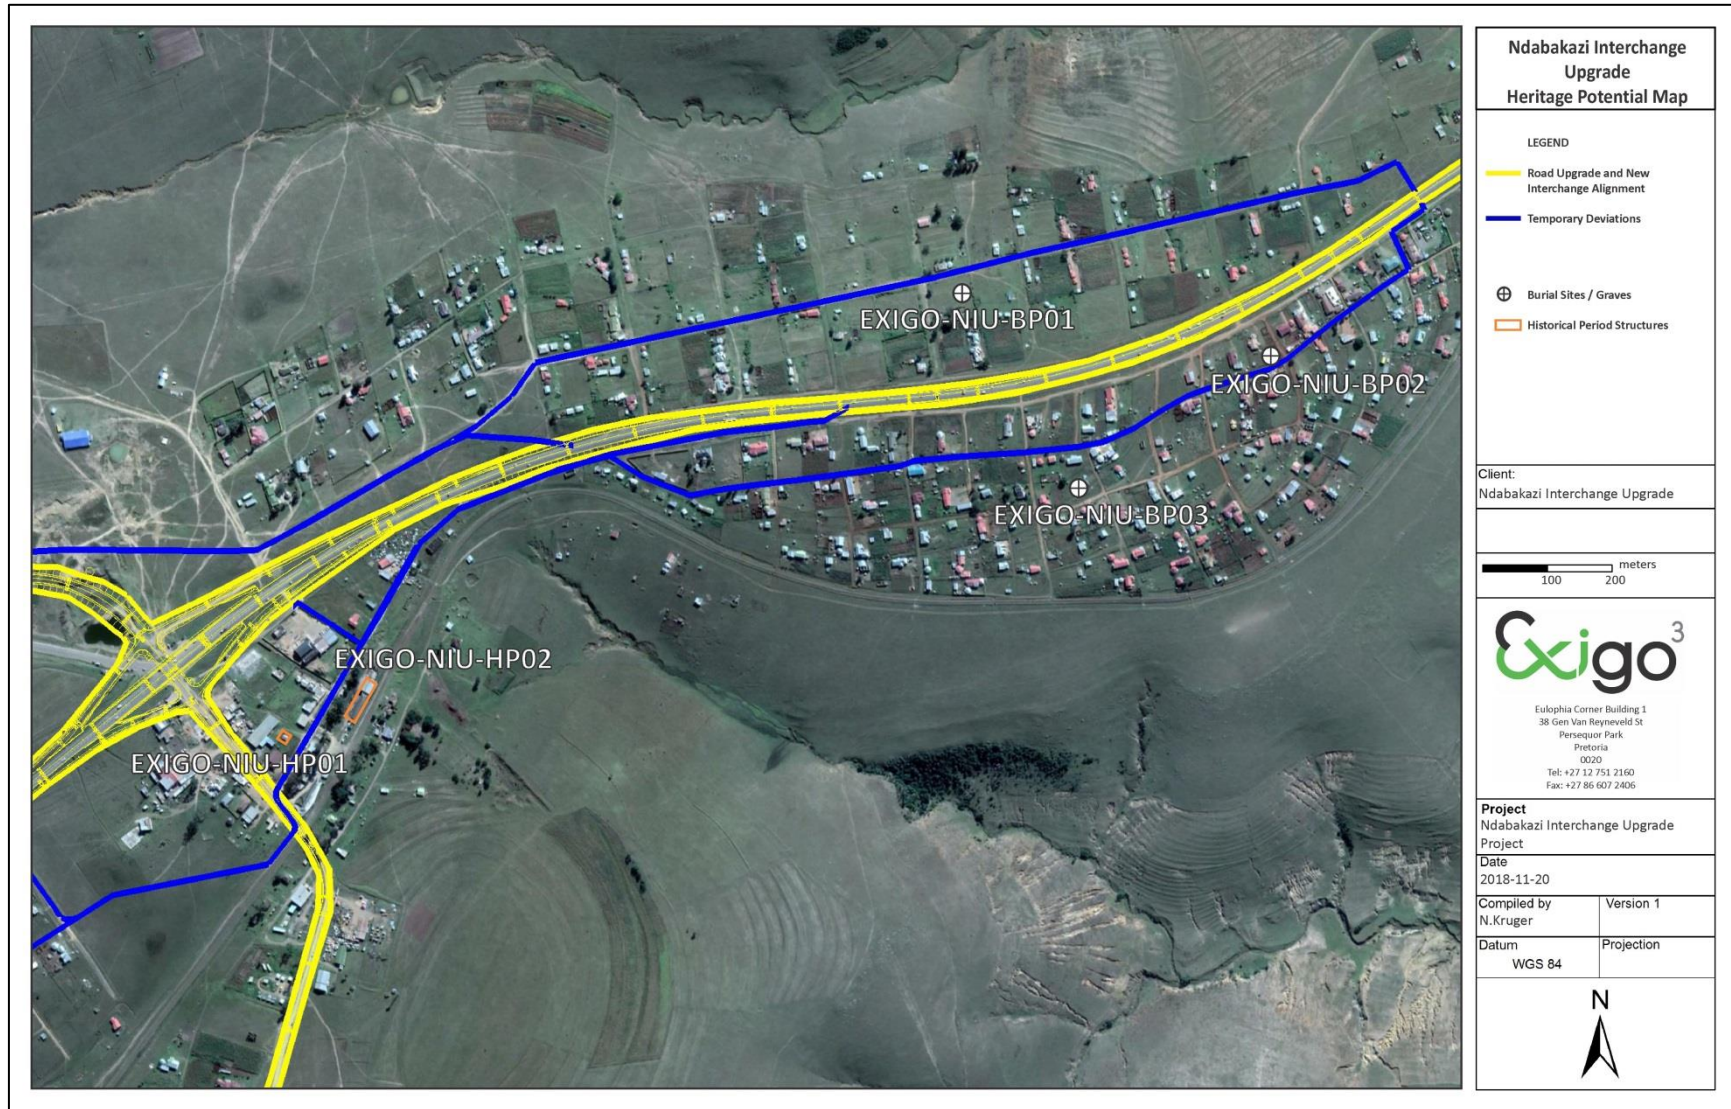 Ndabakazi Interchange
Upgrade
Heritage Potential Map
LEGEND
Road Upgrade and New
Interchange Alignment
Temporary Deviations
Burial Sites / Graves
Historical Period Structures
EXIGO-NIU-BP01
EXIGO-NIU-BP02
EXIGO-NIU-BP03
EXIGO-NIU-HP02
EXIGO-NIU-HP01
Client:
Ndabakazi Interchange Upgrade
meters
100 200
Exigo3
Eulophia Corner Building 1
38 Gen Van Reyneveld St
Persequor Park
Pretoria
0020
Tel: +27 12 751 2160
Fax: +27 86 607 2406
Project
Ndabakazi Interchange Upgrade
Project
Date
2018-11-20
Compiled by
N.Kruger
Version 1
Datum
WGS 84
Projection
N